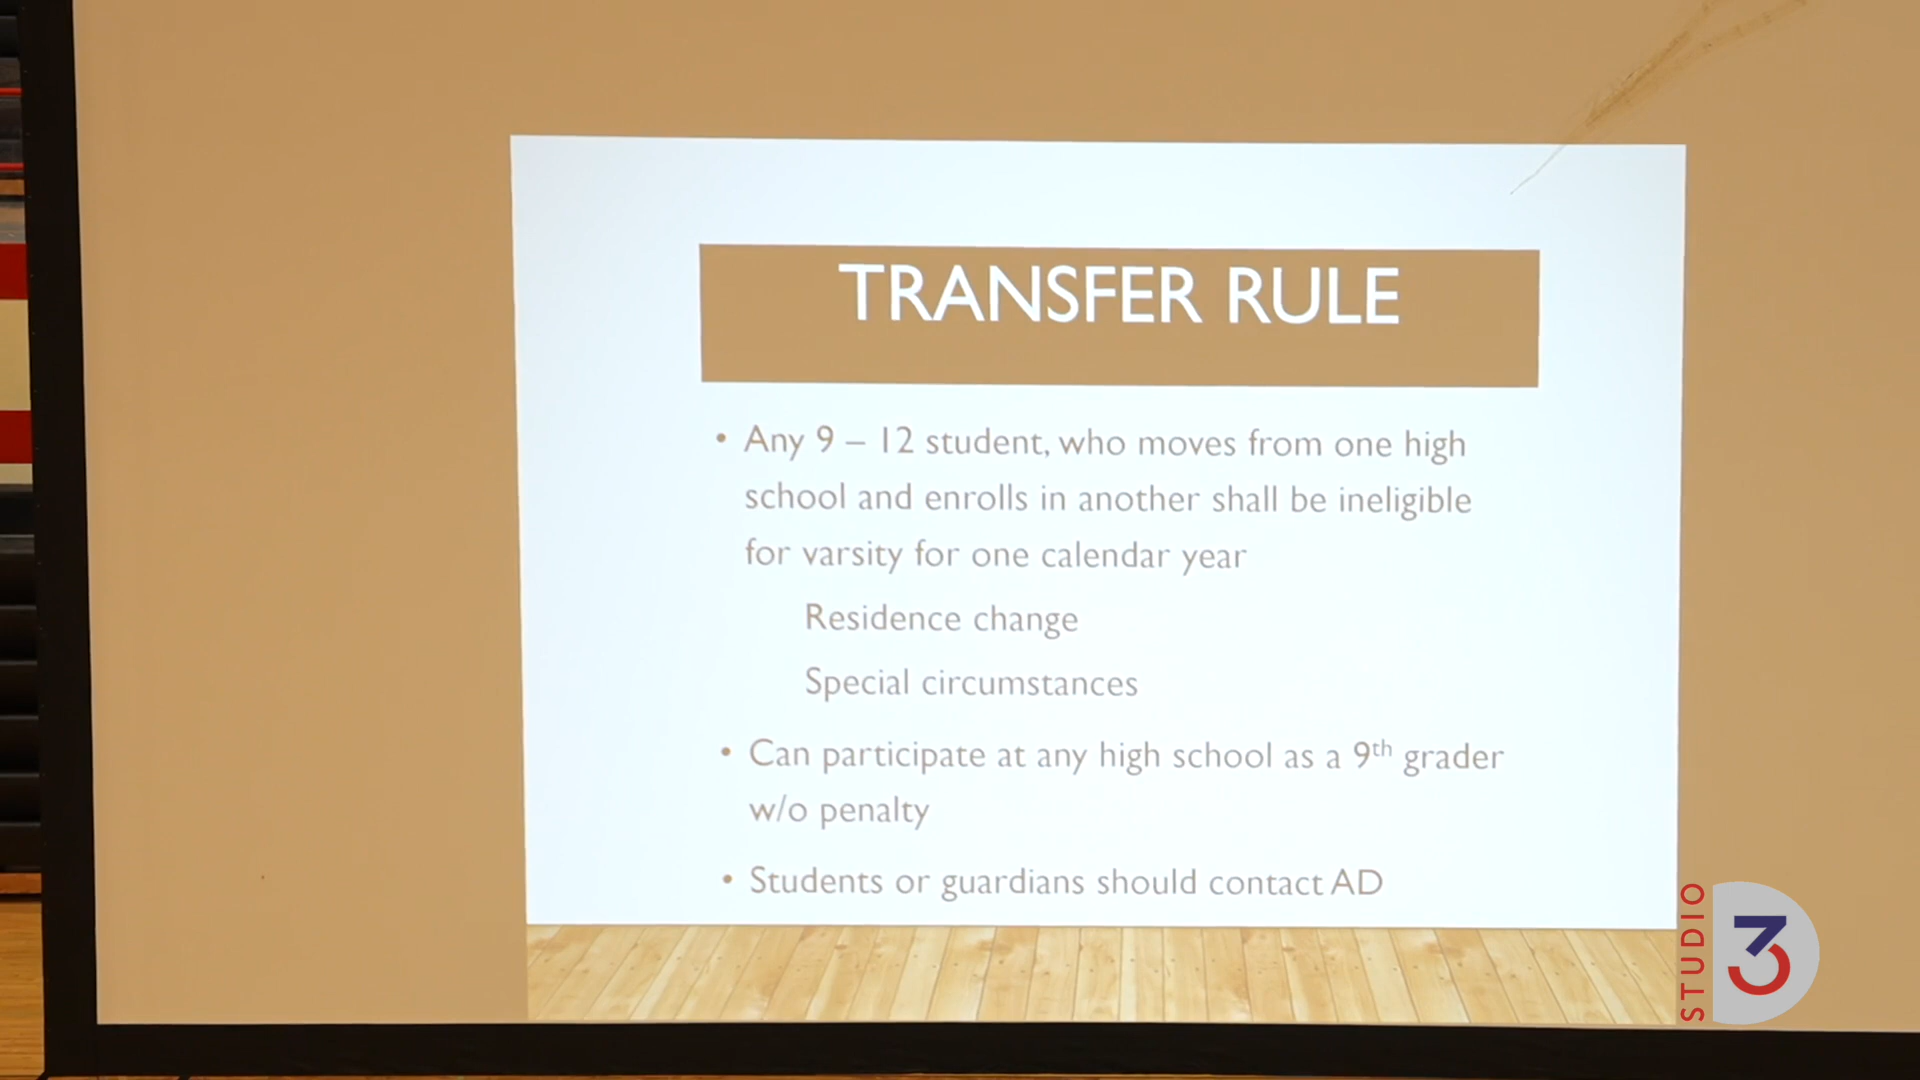 TRANSFER RULE
• Any 9 – 12 student, who moves from one high
school and enrolls in another shall be ineligible
for varsity for one calendar year
Residence change
Special circumstances
• Can participate at any high school as a 9th grader
w/o penalty
• Students or guardians should contact AD
STUDIO 3